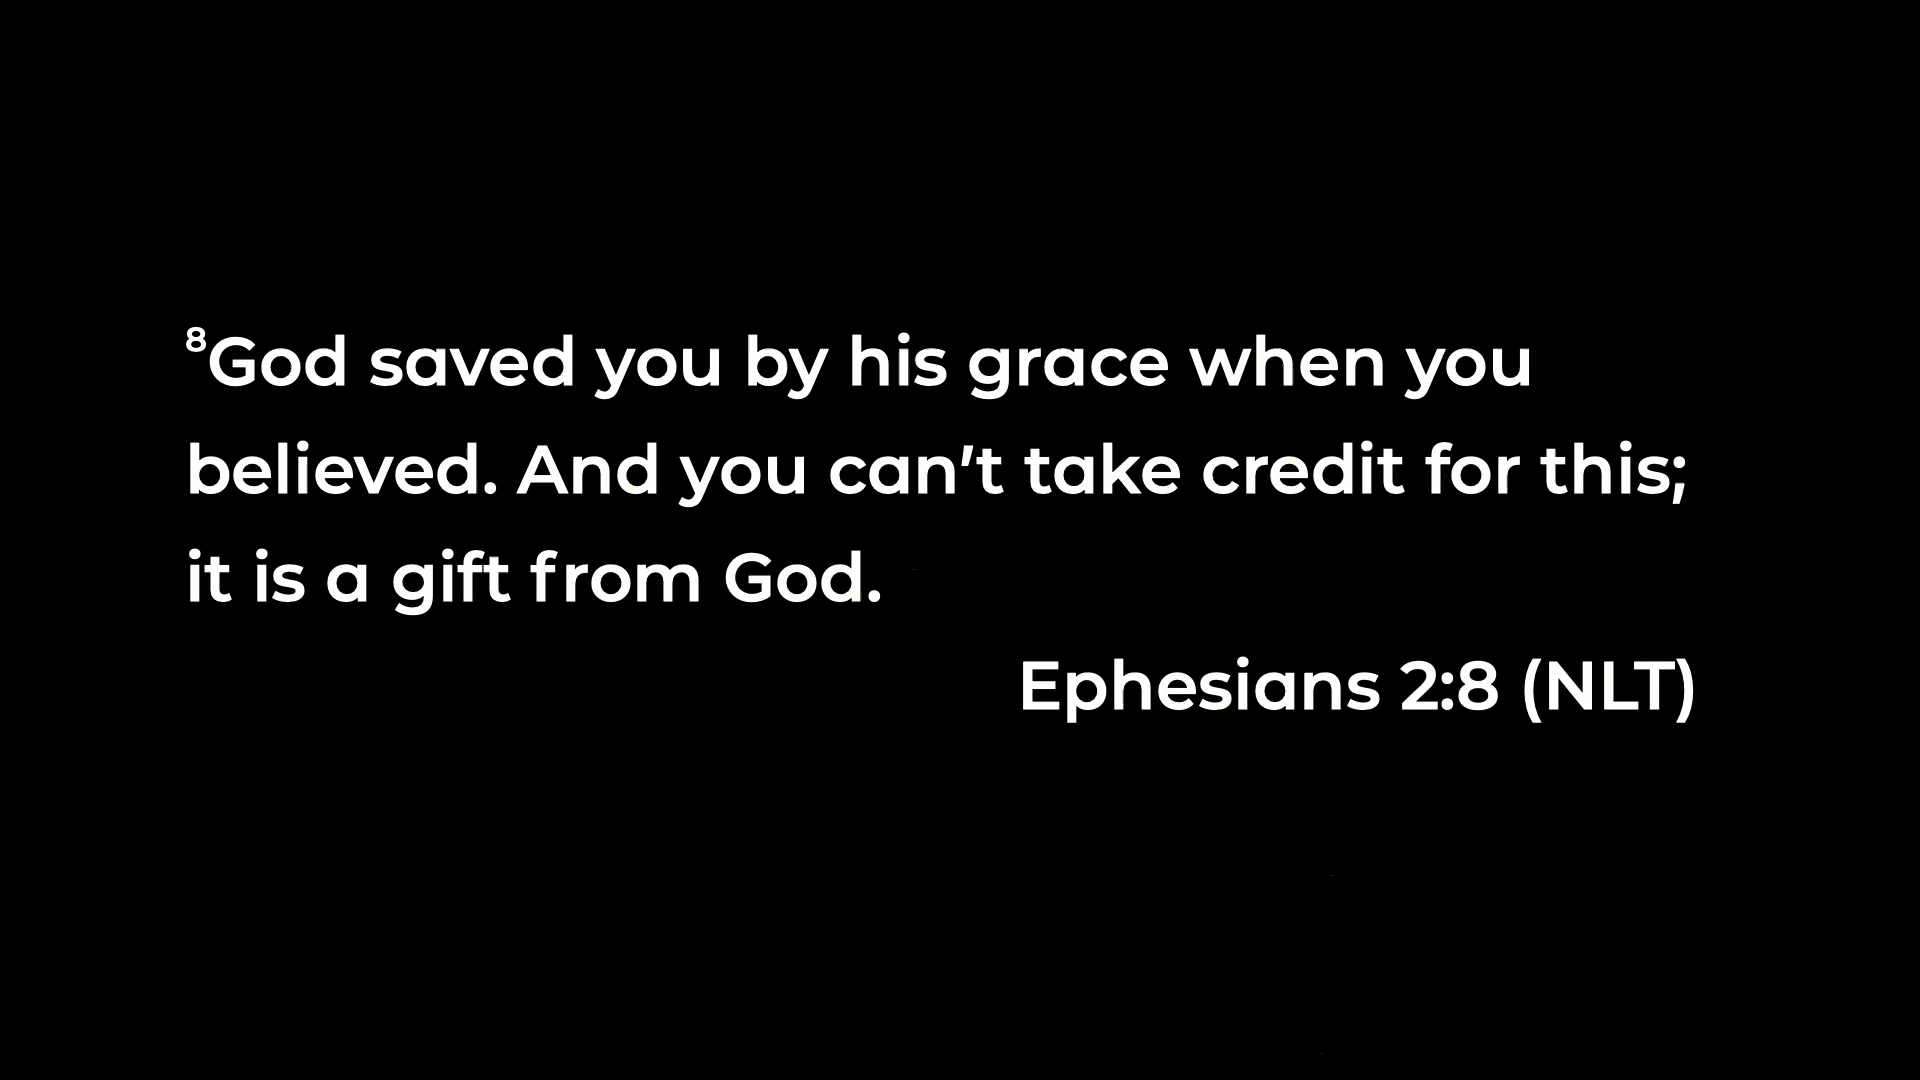 ⁸God saved you by his grace when you
believed. And you can't take credit for this;
it is a gift from God.
Ephesians 2:8 (NLT)